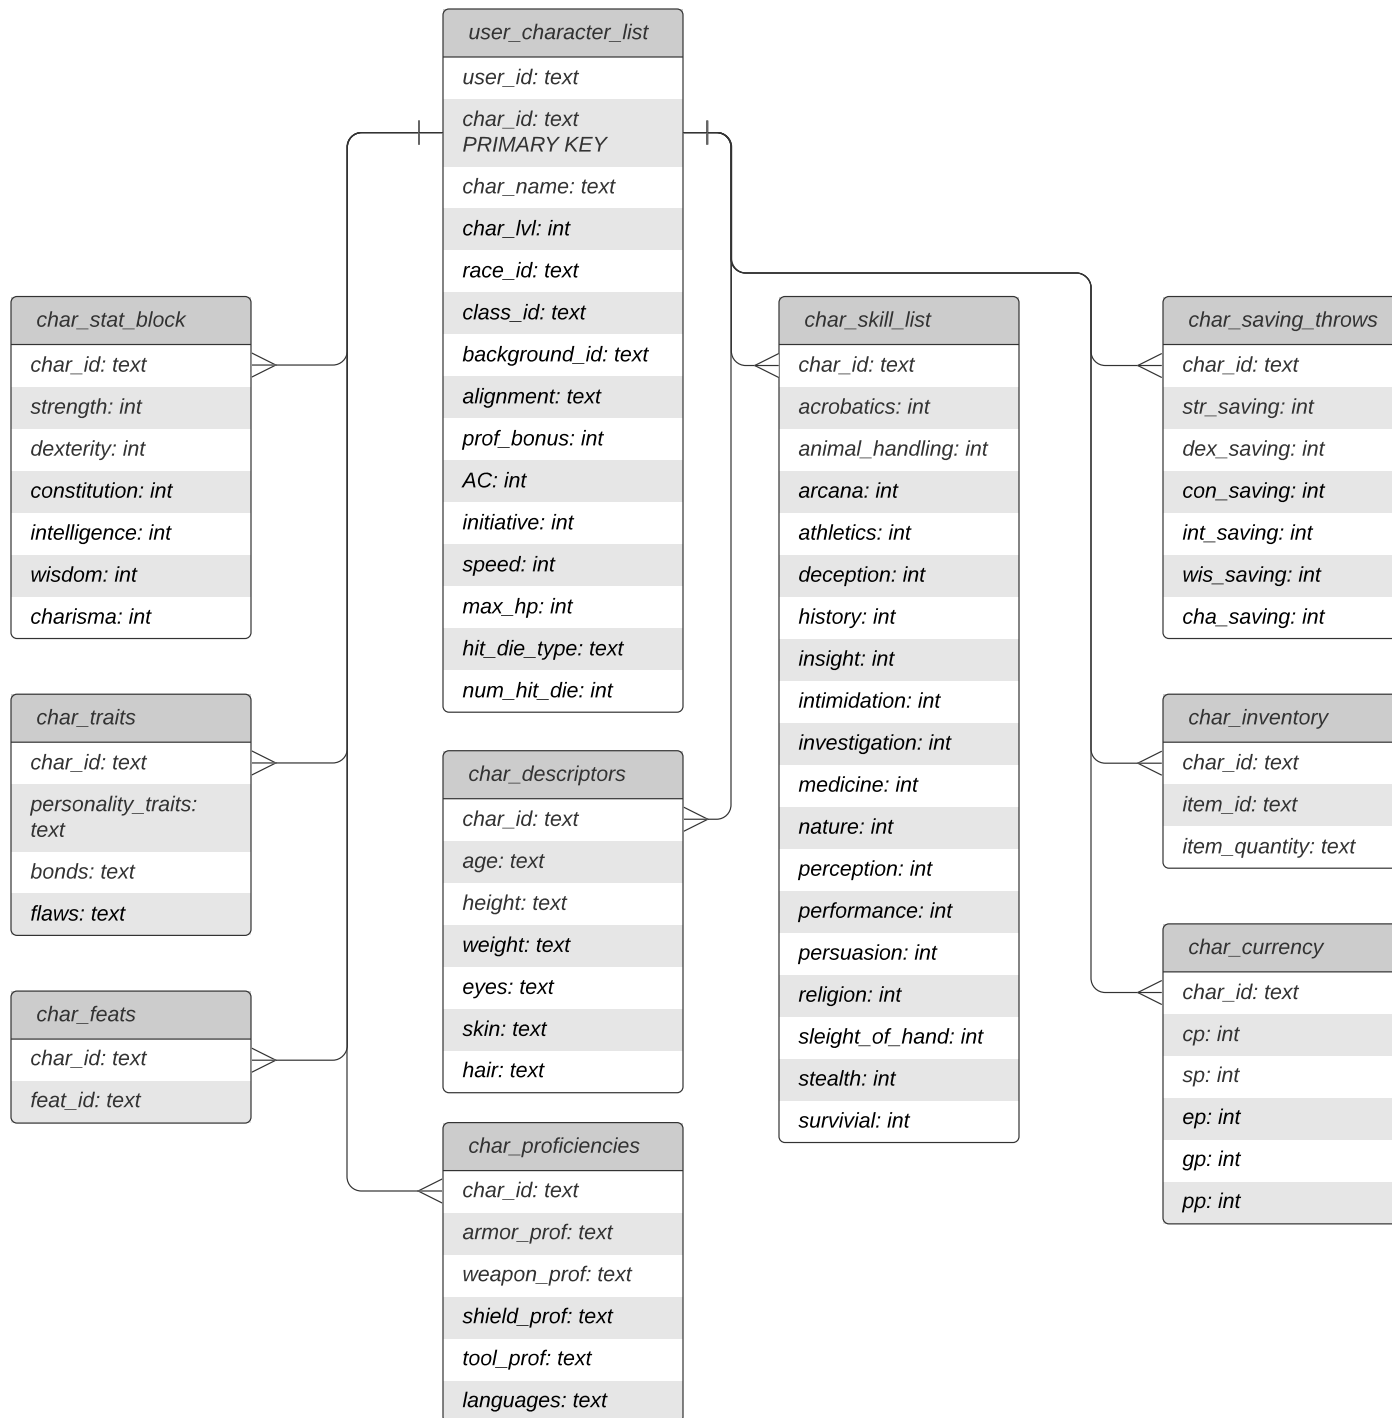 user_character_list
user_id: text
char_id: text
PRIMARY KEY
char_name: text
char_lvl: int
race_id: text
class_id: text
background_id: text
alignment: text
prof_bonus: int
AC: int
initiative: int
speed: int
max_hp: int
hit_die_type: text
num_hit_die: int
char_stat_block
char_id: text
strength: int
dexterity: int
constitution: int
intelligence: int
wisdom: int
charisma: int
char_traits
char_id: text
personality_traits:
text
bonds: text
flaws: text
char_feats
char_id: text
feat_id: text
char_descriptors
char_id: text
age: text
height: text
weight: text
eyes: text
skin: text
hair: text
char_proficiencies
char_id: text
armor_prof: text
weapon_prof: text
shield_prof: text
tool_prof: text
languages: text
char_skill_list
char_id: text
acrobatics: int
animal_handling: int
arcana: int
athletics: int
deception: int
history: int
insight: int
intimidation: int
investigation: int
medicine: int
nature: int
perception: int
performance: int
persuasion: int
religion: int
sleight_of_hand: int
stealth: int
survivial: int
char_saving_throws
char_id: text
str_saving: int
dex_saving: int
con_saving: int
int_saving: int
wis_saving: int
cha_saving: int
char_inventory
char_id: text
item_id: text
item_quantity: text
char_currency
char_id: text
cp: int
sp: int
ep: int
gp: int
pp: int